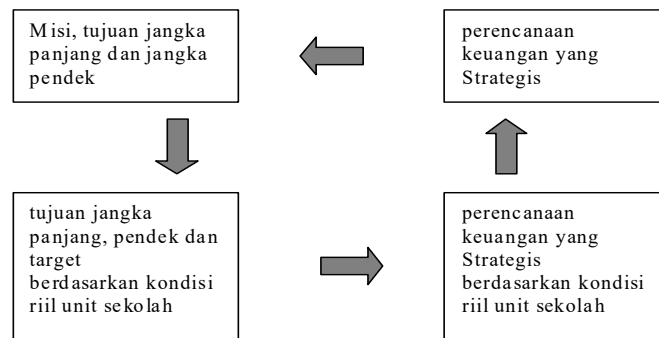 Misi, tujuan jangka
panjang dan jangka
pendek
perencanaan
keuangan yang
Strategis
tujuan jangka
panjang, pendek dan
target
berdasarkan kondisi
riil unit sekolah
perencanaan
keuangan yang
Strategis
berdasarkan kondisi
riil unit sekolah